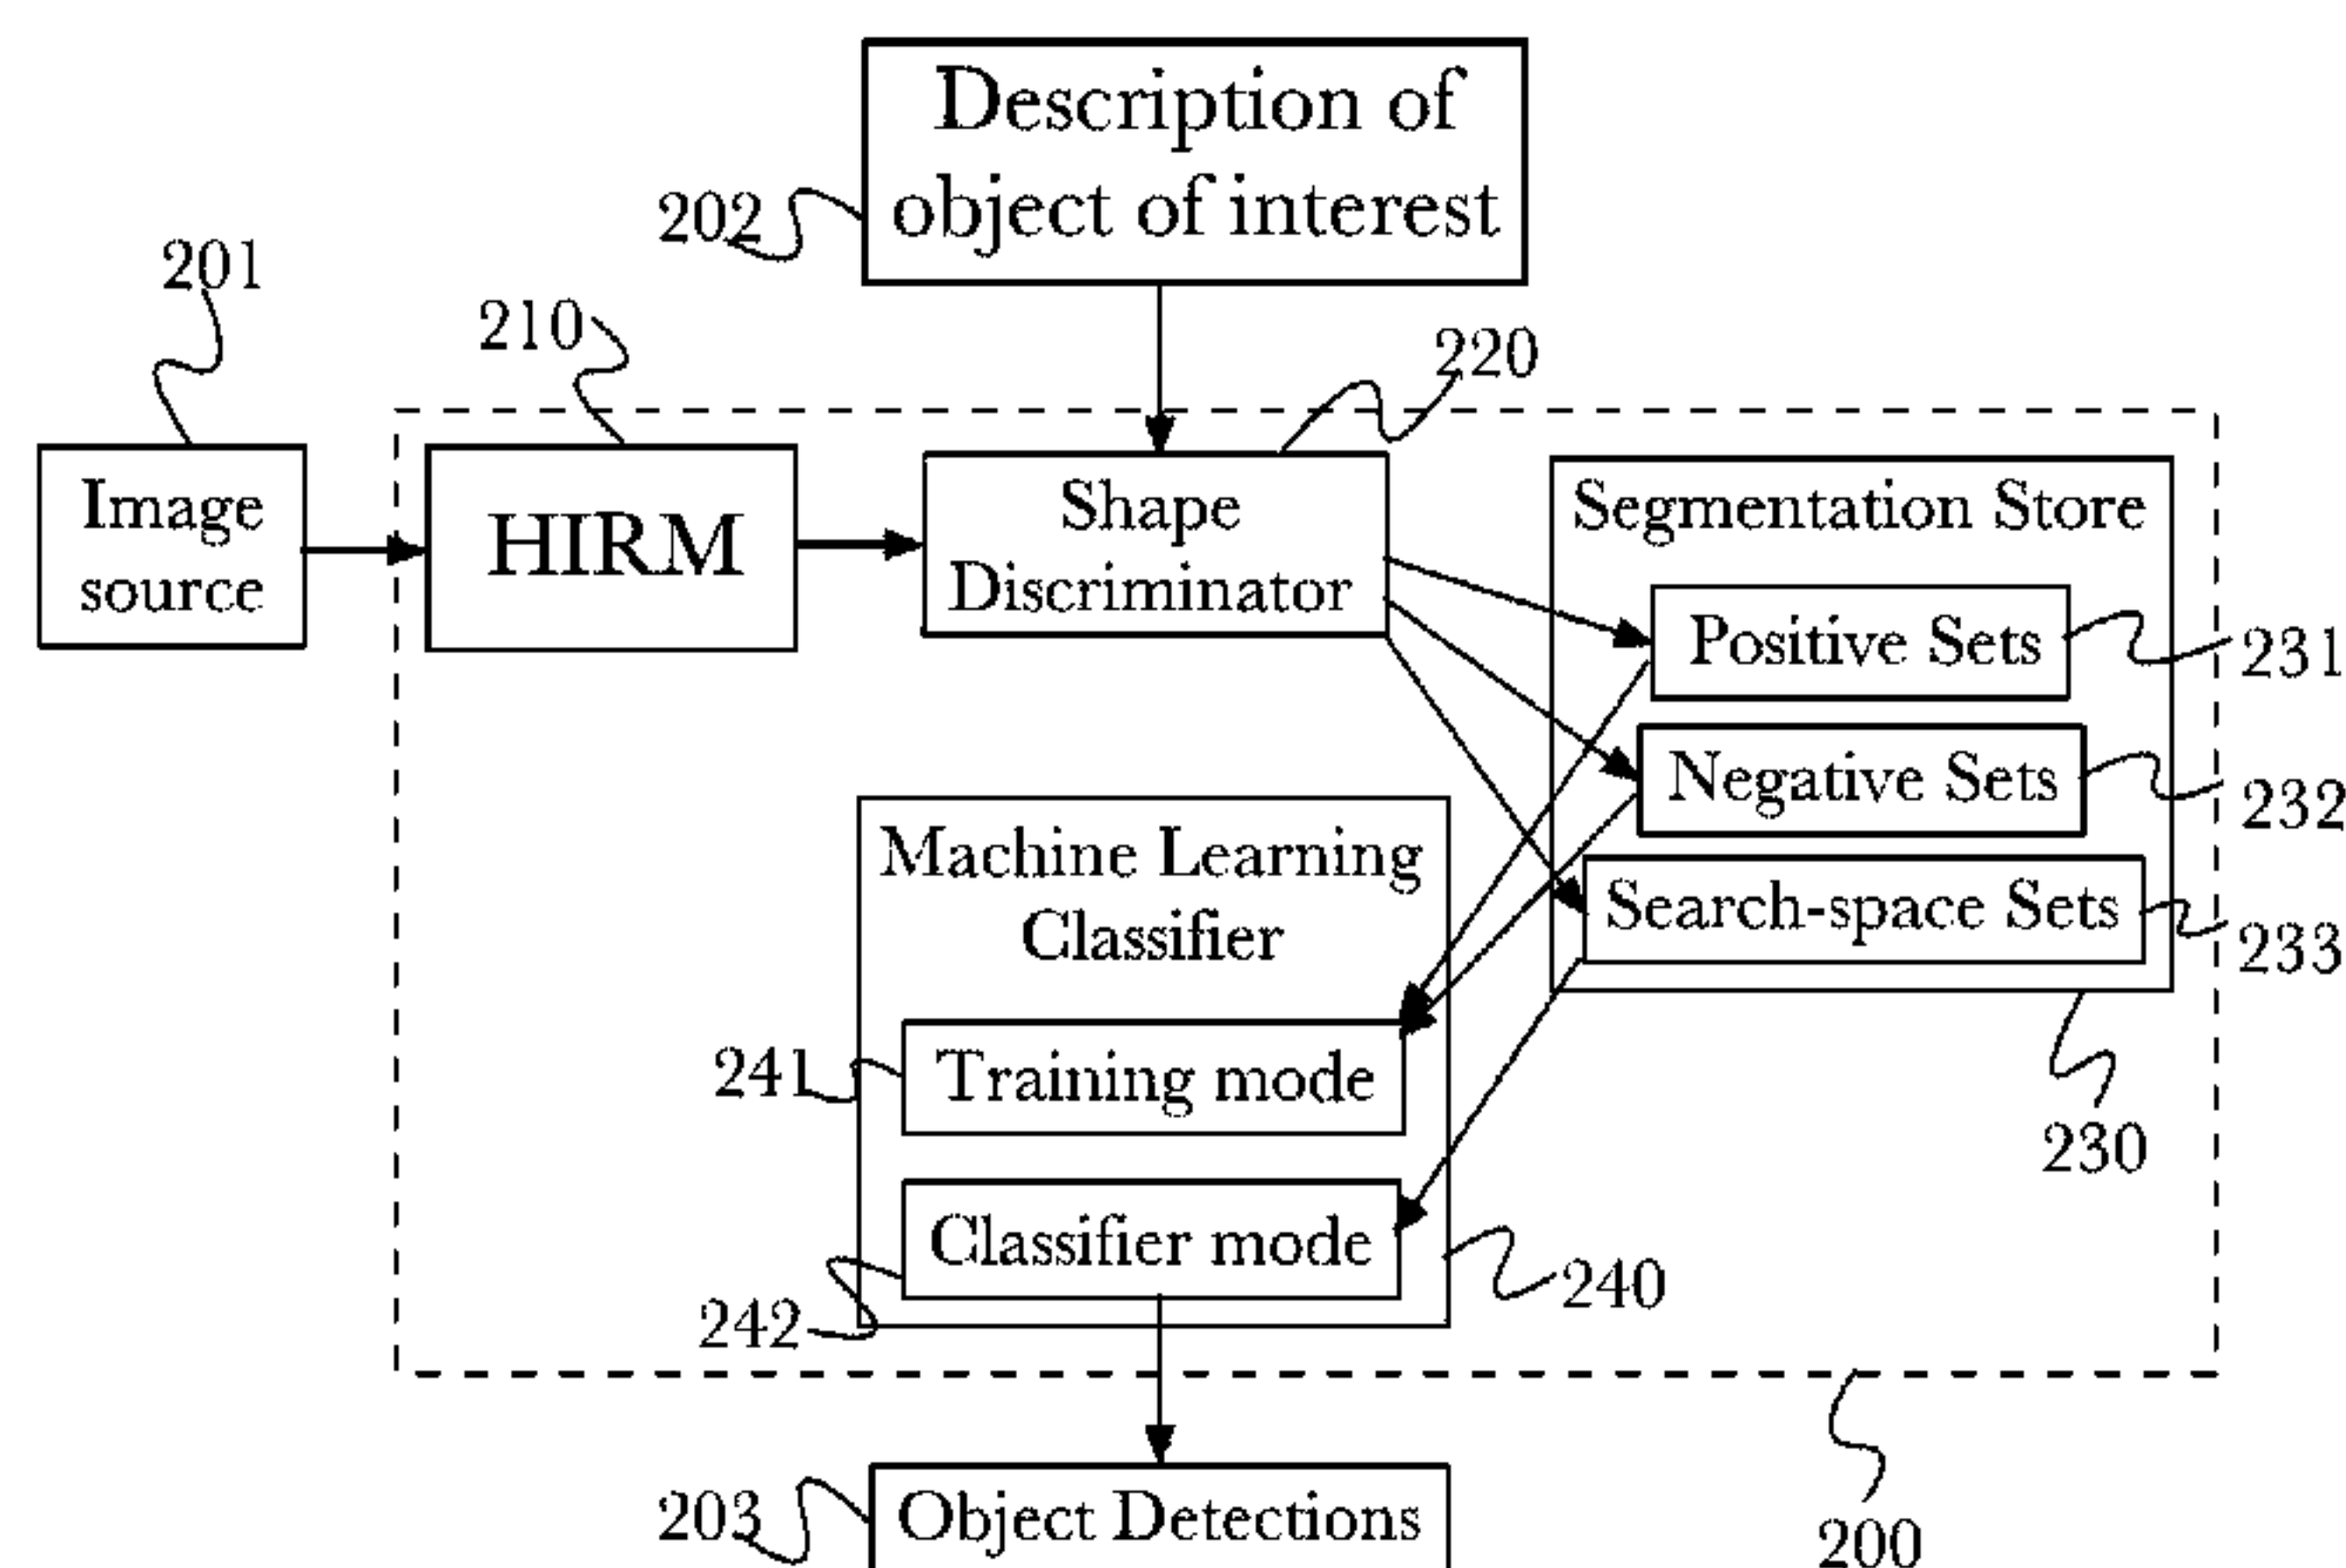 Description of
object of interest
202
201
210
220
Image
source
HIRM
Shape
Discriminator
Segmentation Store
Positive Sets
231
Negative Sets
232
Search-space Sets
233
Machine Learning
Classifier
241
Training mode
230
Classifier mode
240
242
203
Object Detections
200